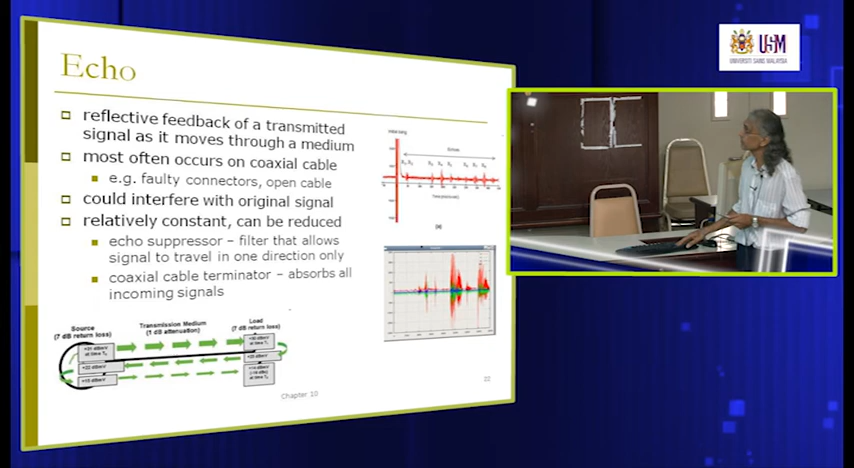 Echo
reflective feedback of a transmitted
signal as it moves through a medium
most often occurs on coaxial cable
e.g. faulty connectors, open cable
could interfere with original signal
relatively constant, can be reduced
echo suppressor – filter that allows
signal to travel in one direction only
coaxial cable terminator – absorbs all
incoming signals
Echoes
(a)
Source
(7 dB return loss)
Transmission Medium
(1 dB attenuation)
Load
(7 dB return loss)
Chapter 10
22
USM
UNIVERSITI SAINS MALAYSIA